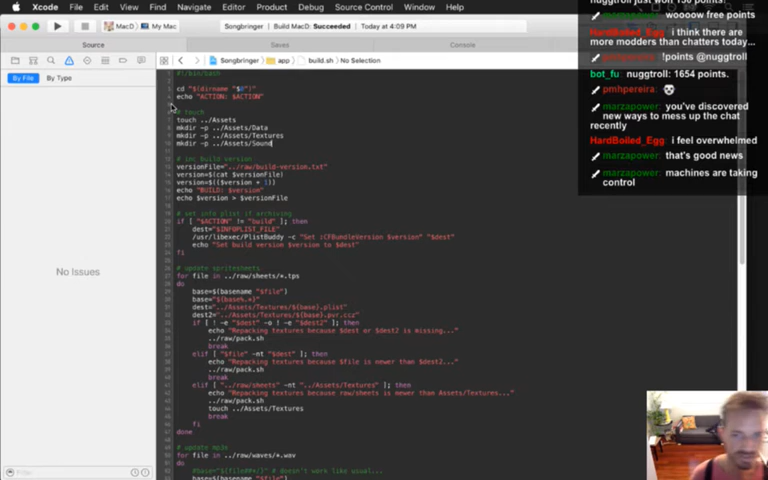 Xcode File Edit View Find Navigate Editor Product Debug Source Control Window
MacD My Mac
Songbringer Build MacD: Succeeded Today at 4:09 PM
Source Saves Console
By File By Type
Songbringer app build.sh No Selection
#!/bin/bash
cd "$(dirname "$0")"
echo "ACTION: $ACTION"
# touch
touch ../Assets
mkdir -p ../Assets/Data
mkdir -p ../Assets/Textures
mkdir -p ../Assets/Sound
# inc build version
versionFile="../raw/build-version.txt"
version=$(cat $versionFile)
version=$(($version + 1))
echo "BUILD: $version"
echo $version > $versionFile
# set info plist if archiving
if [ "$ACTION" != "build" ]; then
dest="$INFOPLIST_FILE"
/usr/libexec/PlistBuddy -c "Set :CFBundleVersion $version" "$dest"
echo "Set build version $version to $dest"
fi
# update spritesheets
for file in ../raw/sheets/*.tps
do
base=$(basename "$file")
base="${base%.*}"
dest="../Assets/Textures/${base}.plist"
dest2="../Assets/Textures/${base}.pvr.ccz"
if [ ! -e "$dest" -o ! -e "$dest2" ]; then
echo "Repacking textures because $dest or $dest2 is missing..."
../raw/pack.sh
break
elif [ "$file" -nt "$dest" ]; then
echo "Repacking textures because $file is newer than $dest2..."
../raw/pack.sh
break
elif [ "../raw/sheets" -nt "../Assets/Textures" ]; then
echo "Repacking textures because raw/sheets is newer than Assets/Textures..."
../raw/pack.sh
touch ../Assets/Textures
break
fi
done
for file in ../raw/waves/*.wav
do
No Issues
nuggtroll just won 150 points
marzapower: woooow free points
HardBoiled_Egg: i think there are
more modders than chatters today...
pmhpereira: !points @nuggtroll
bot_fu: nuggtroll: 1654 points.
pmhpereira:
marzapower: you've discovered
new ways to mess up the chat
recently
HardBoiled_Egg: i feel overwhelmed
marzapower: that's good news
marzapower: machines are taking
control